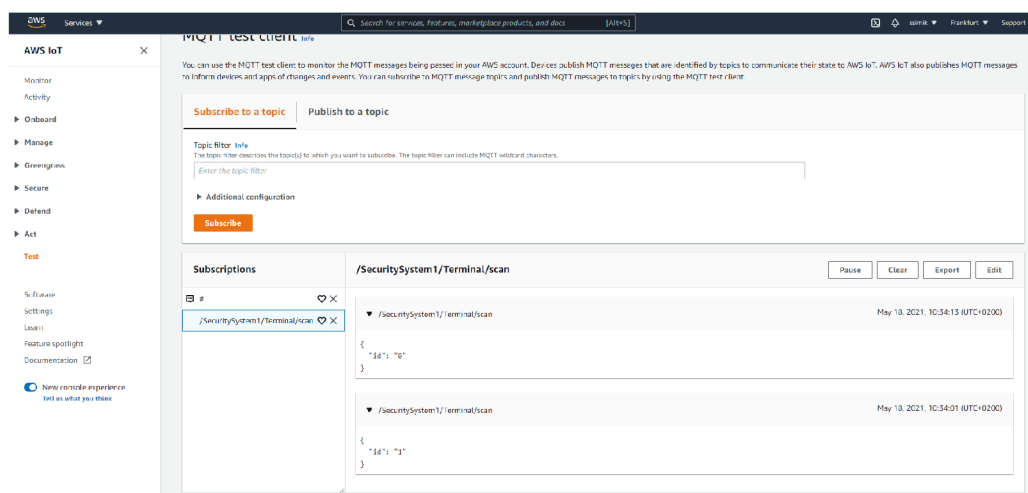 aws
Services ▼
Search for services, features, marketplace products, and docs [Alt+S]
ssimik ▼
Frankfurt ▼
Support
AWS IoT
Monitor
Activity
Onboard
Manage
Greengrass
Secure
Defend
Act
Test
Software
Settings
Learn
Feature spotlight
Documentation
New console experience
Tell us what you think
MQTT test client Info
You can use the MQTT test client to monitor the MQTT messages being passed in your AWS account. Devices publish MQTT messages that are identified by topics to communicate their state to AWS IoT. AWS IoT also publishes MQTT messages
to inform devices and apps of changes and events. You can subscribe to MQTT message topics and publish MQTT messages to topics by using the MQTT test client.
Subscribe to a topic
Publish to a topic
Topic filter Info
The topic filter describes the topic(s) to which you want to subscribe. The topic filter can include MQTT wildcard characters.
Enter the topic filter
Additional configuration
Subscribe
Subscriptions
#
/SecuritySystem1/Terminal/scan
/SecuritySystem1/Terminal/scan
Pause
Clear
Export
Edit
▼ /SecuritySystem1/Terminal/scan
May 18, 2021, 10:34:13 (UTC+0200)
{
"id": "0"
}
▼ /SecuritySystem1/Terminal/scan
May 18, 2021, 10:34:01 (UTC+0200)
{
"id": "1"
}